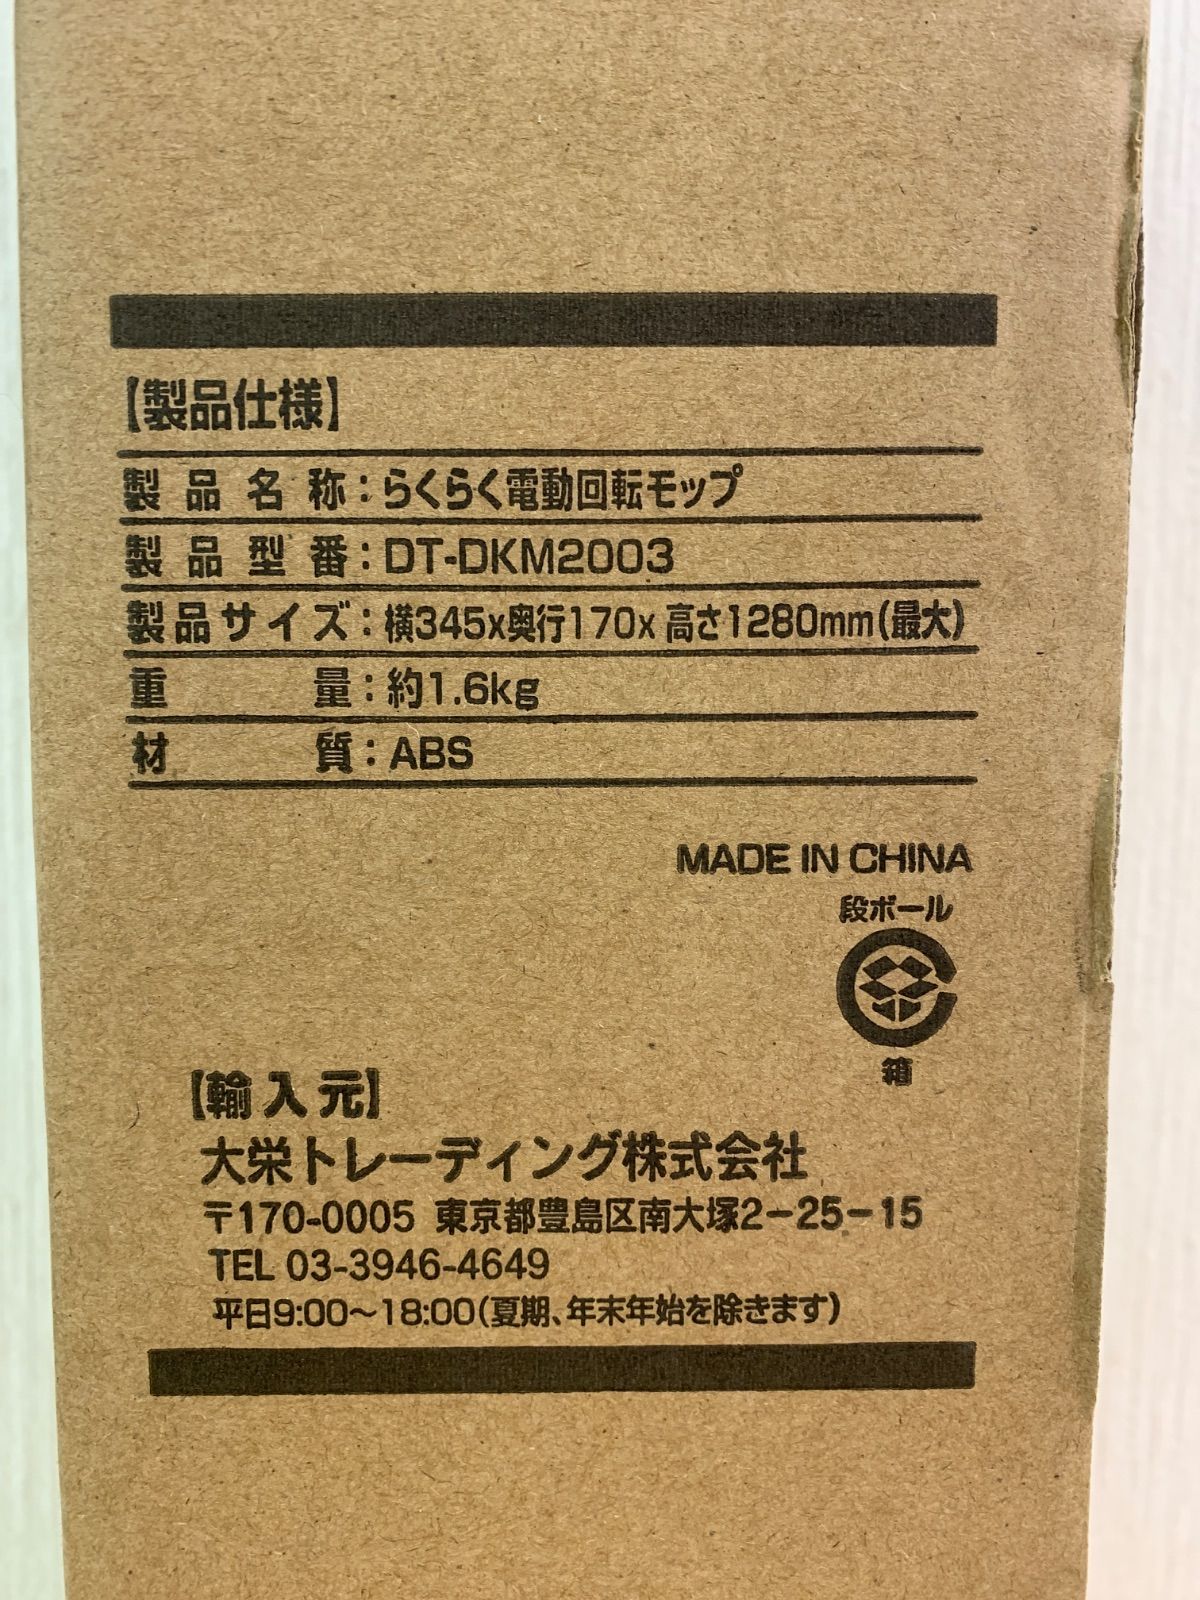 【製品仕様】
製品名称：らくらく電動回転モップ
製品型番：DT-DKM2003
製品サイズ：横345x奥行170x高さ1280mm(最大)
重量：約1.6kg
材質：ABS
MADE IN CHINA
段ボール
箱
【輸入元】
大栄トレーディング株式会社
〒170-0005 東京都豊島区南大塚2-25-15
TEL 03-3946-4649
平日9:00～18:00(夏期、年末年始を除きます)